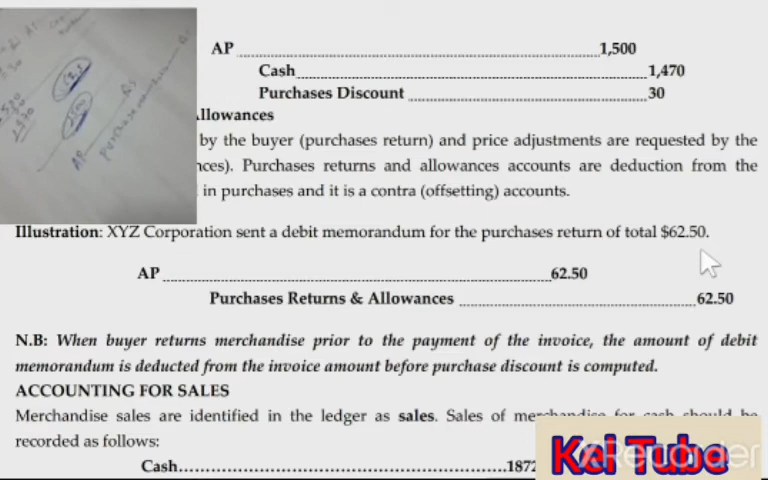 AP 1,500
Cash 1,470
Purchases Discount 30
llowances
by the buyer (purchases return) and price adjustments are requested by the
nces). Purchases returns and allowances accounts are deduction from the
in purchases and it is a contra (offsetting) accounts.
Illustration: XYZ Corporation sent a debit memorandum for the purchases return of total $62.50.
AP 62.50
Purchases Returns & Allowances 62.50
N.B: When buyer returns merchandise prior to the payment of the invoice, the amount of debit
memorandum is deducted from the invoice amount before purchase discount is computed.
ACCOUNTING FOR SALES
Merchandise sales are identified in the ledger as sales. Sales of merchandise for cash should be
recorded as follows:
Cash 1872
Kal Tube
AP